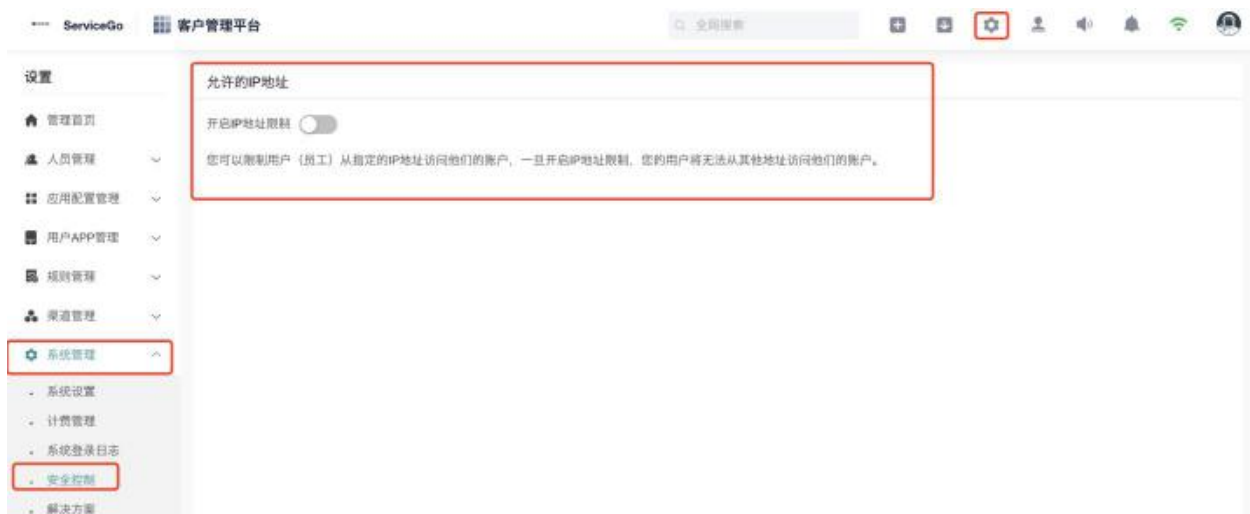 ServiceGo
客户管理平台
全局搜索
设置
管理首页
人员管理
应用配置管理
用户APP管理
规则管理
渠道管理
系统管理
系统设置
计费管理
系统登录日志
安全控制
解决方案
允许的IP地址
开启IP地址限制
您可以限制用户（员工）从指定的IP地址访问他们的账户，一旦开启IP地址限制，您的用户将无法从其他地址访问他们的账户。